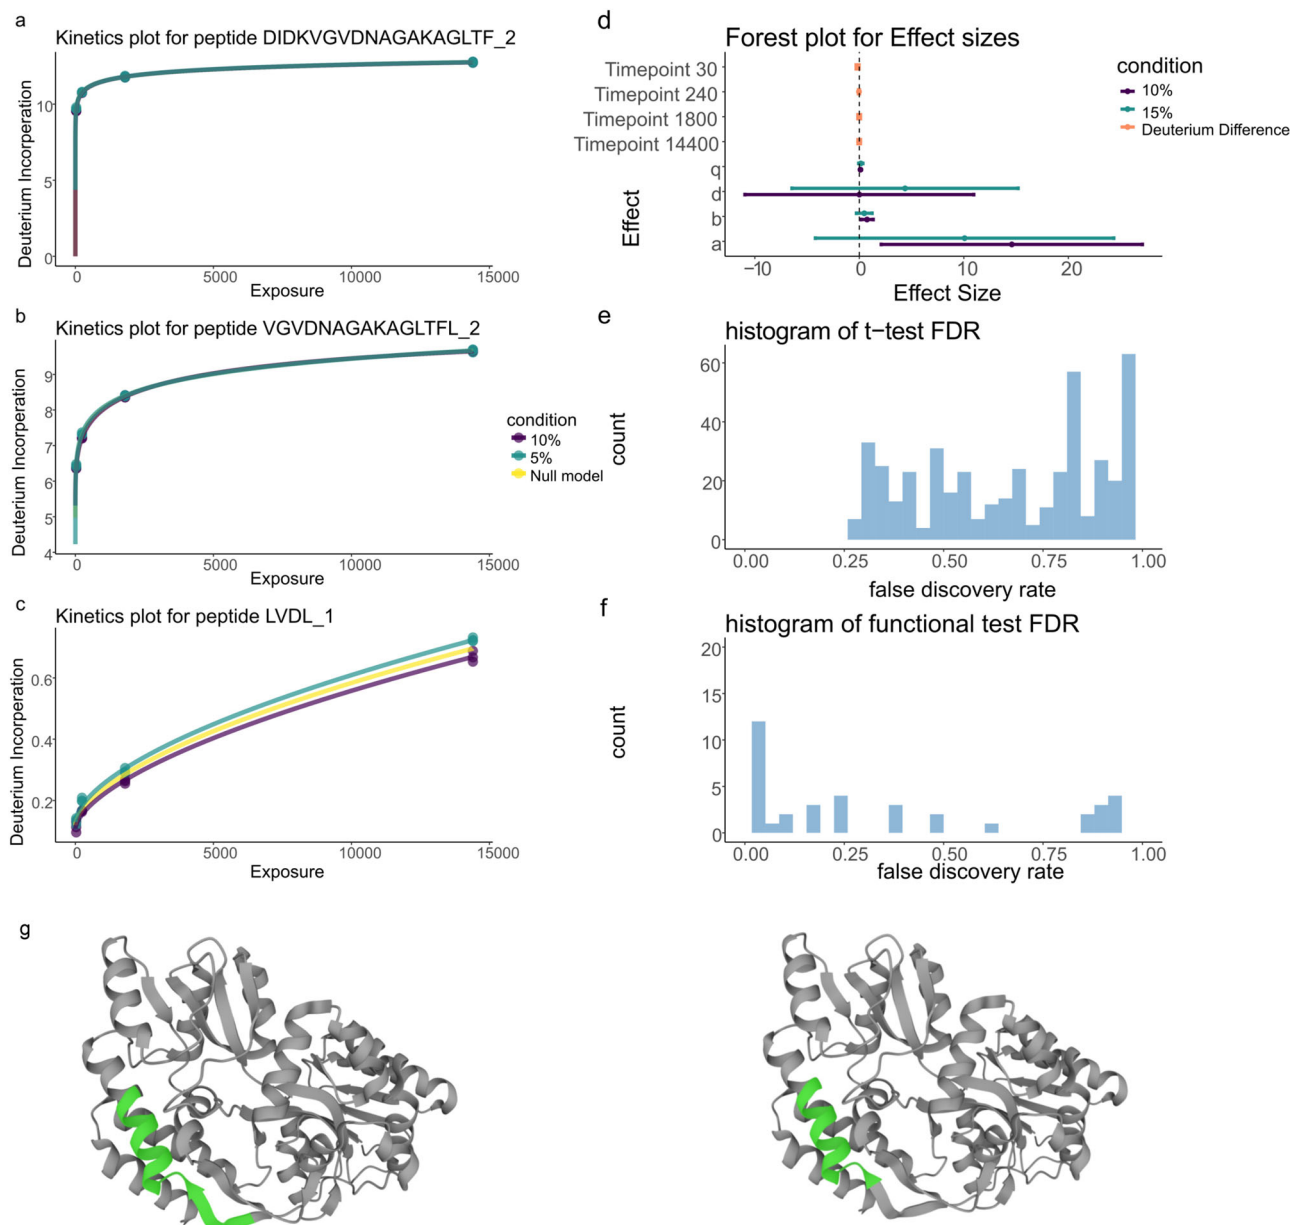 a
Kinetics plot for peptide DIDKVGVDNAGAKAGLTF_2
Deuterium Incorperation
10
5
0
0 5000 10000 15000
Exposure
b
Kinetics plot for peptide VGVDNAGAKAGLTFL_2
Deuterium Incorperation
9
8
7
6
5
4
0 5000 10000 15000
Exposure
condition
10%
5%
Null model
c
Kinetics plot for peptide LVDL_1
Deuterium Incorperation
0.6
0.4
0.2
0 5000 10000 15000
Exposure
d
Forest plot for Effect sizes
Effect
Timepoint 30
Timepoint 240
Timepoint 1800
Timepoint 14400
q
d
b
a
−10 0 10 20
Effect Size
condition
10%
15%
Deuterium Difference
e
histogram of t−test FDR
count
60
40
20
0
0.00 0.25 0.50 0.75 1.00
false discovery rate
f
histogram of functional test FDR
count
20
15
10
5
0
0.00 0.25 0.50 0.75 1.00
false discovery rate
g